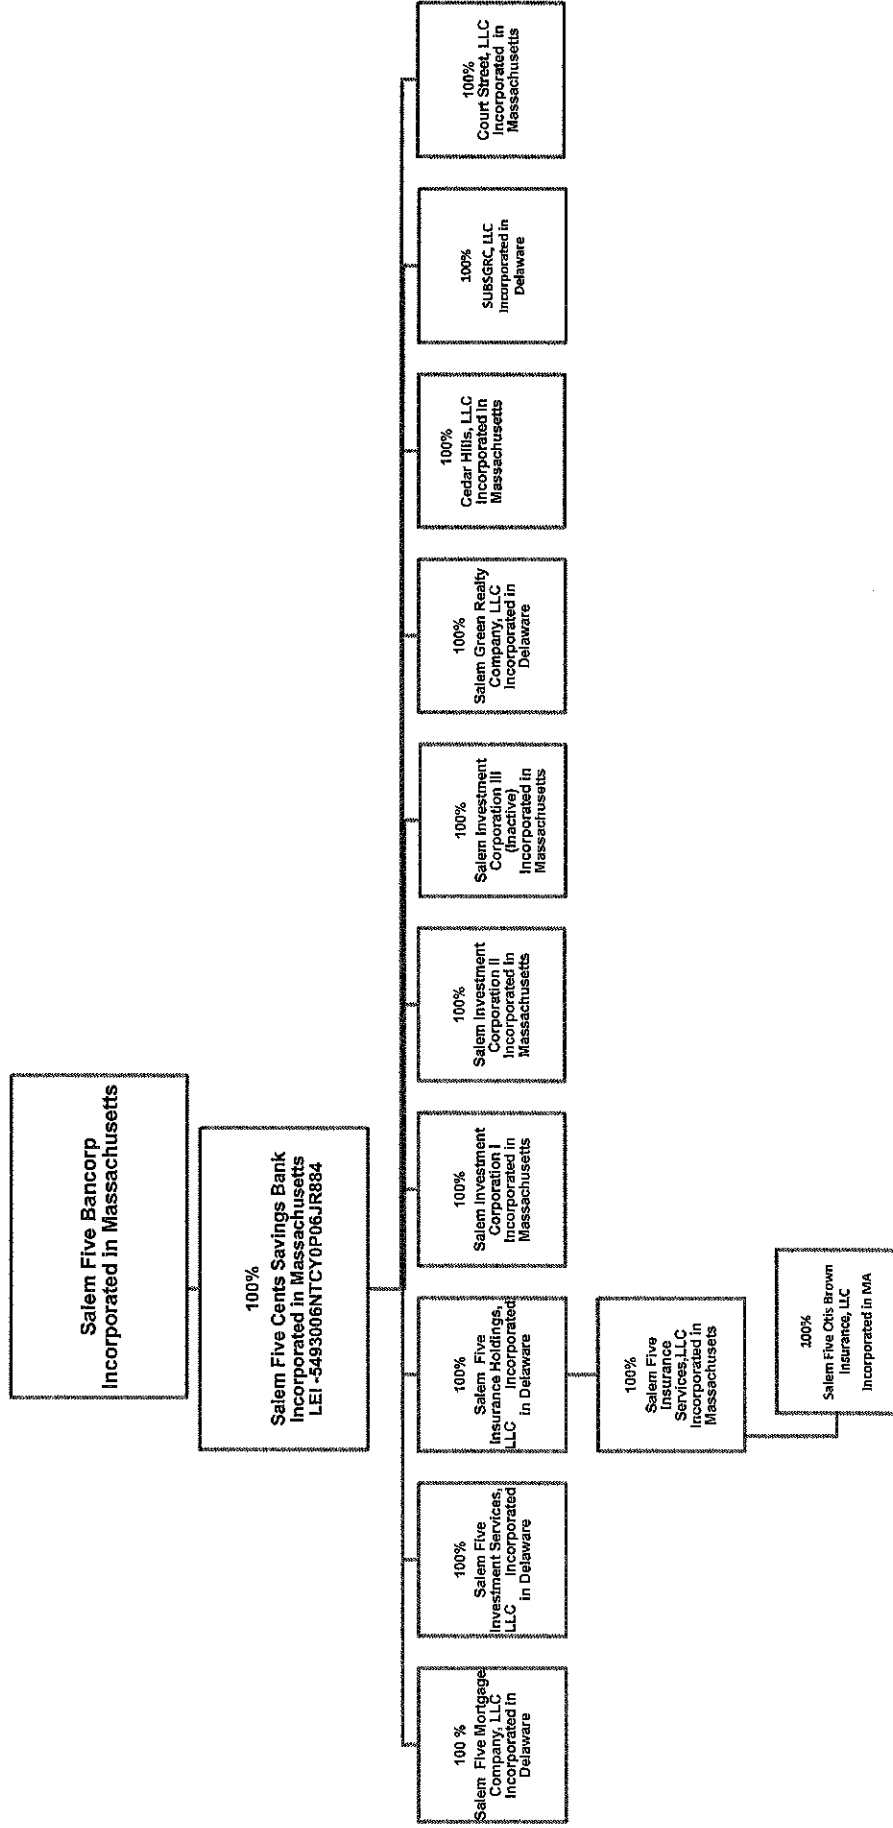 Salem Five Bancorp
Incorporated in Massachusetts
100%
Salem Five Cents Savings Bank
Incorporated in Massachusetts
LEI -5493006NTCY0P06JR884
100 %
Salem Five Mortgage
Company, LLC
Incorporated in
Delaware
100%
Salem Five
Investment Services,
LLC Incorporated
in Delaware
100%
Salem Five
Insurance Holdings,
LLC Incorporated
in Delaware
100%
Salem Investment
Corporation I
Incorporated in
Massachusetts
100%
Salem Investment
Corporation II
Incorporated in
Massachusetts
100%
Salem Investment
Corporation III
(Inactive)
Incorporated in
Massachusetts
100%
Salem Green Realty
Company, LLC
Incorporated in
Delaware
100%
Cedar Hills, LLC
Incorporated in
Massachusetts
100%
SUBSGRC, LLC
Incorporated in
Delaware
100%
Court Street, LLC
Incorporated in
Massachusetts
100%
Salem Five
Insurance
Services,LLC
Incorporated in
Massachusets
100%
Salem Five Otis Brown
Insurance, LLC
Incorporated in MA